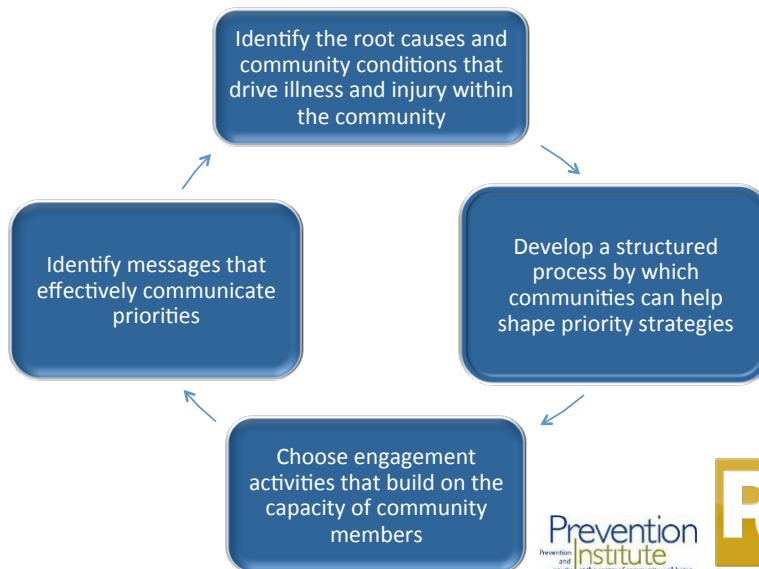 Identify the root causes and
community conditions that
drive illness and injury within
the community
Develop a structured
process by which
communities can help
shape priority strategies
Choose engagement
activities that build on the
capacity of community
members
Identify messages that
effectively communicate
priorities
Prevention
Prevention Institute
and
R